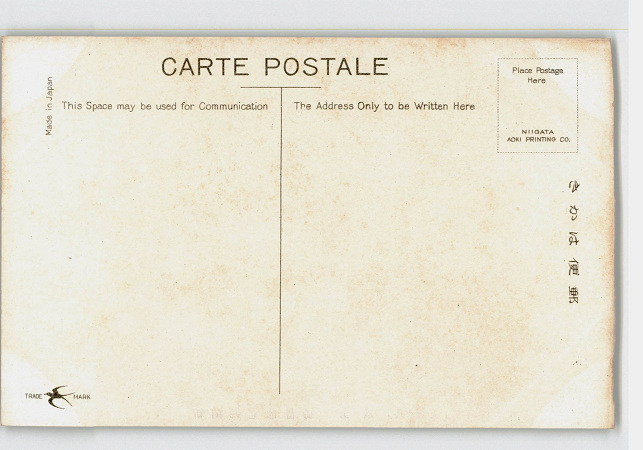 CARTE POSTALE
Made in Japan
This Space may be used for Communication
The Address Only to be Written Here
Place Postage
Here
NIIGATA
AOKI PRINTING CO.
きかは便郵
TRADE MARK